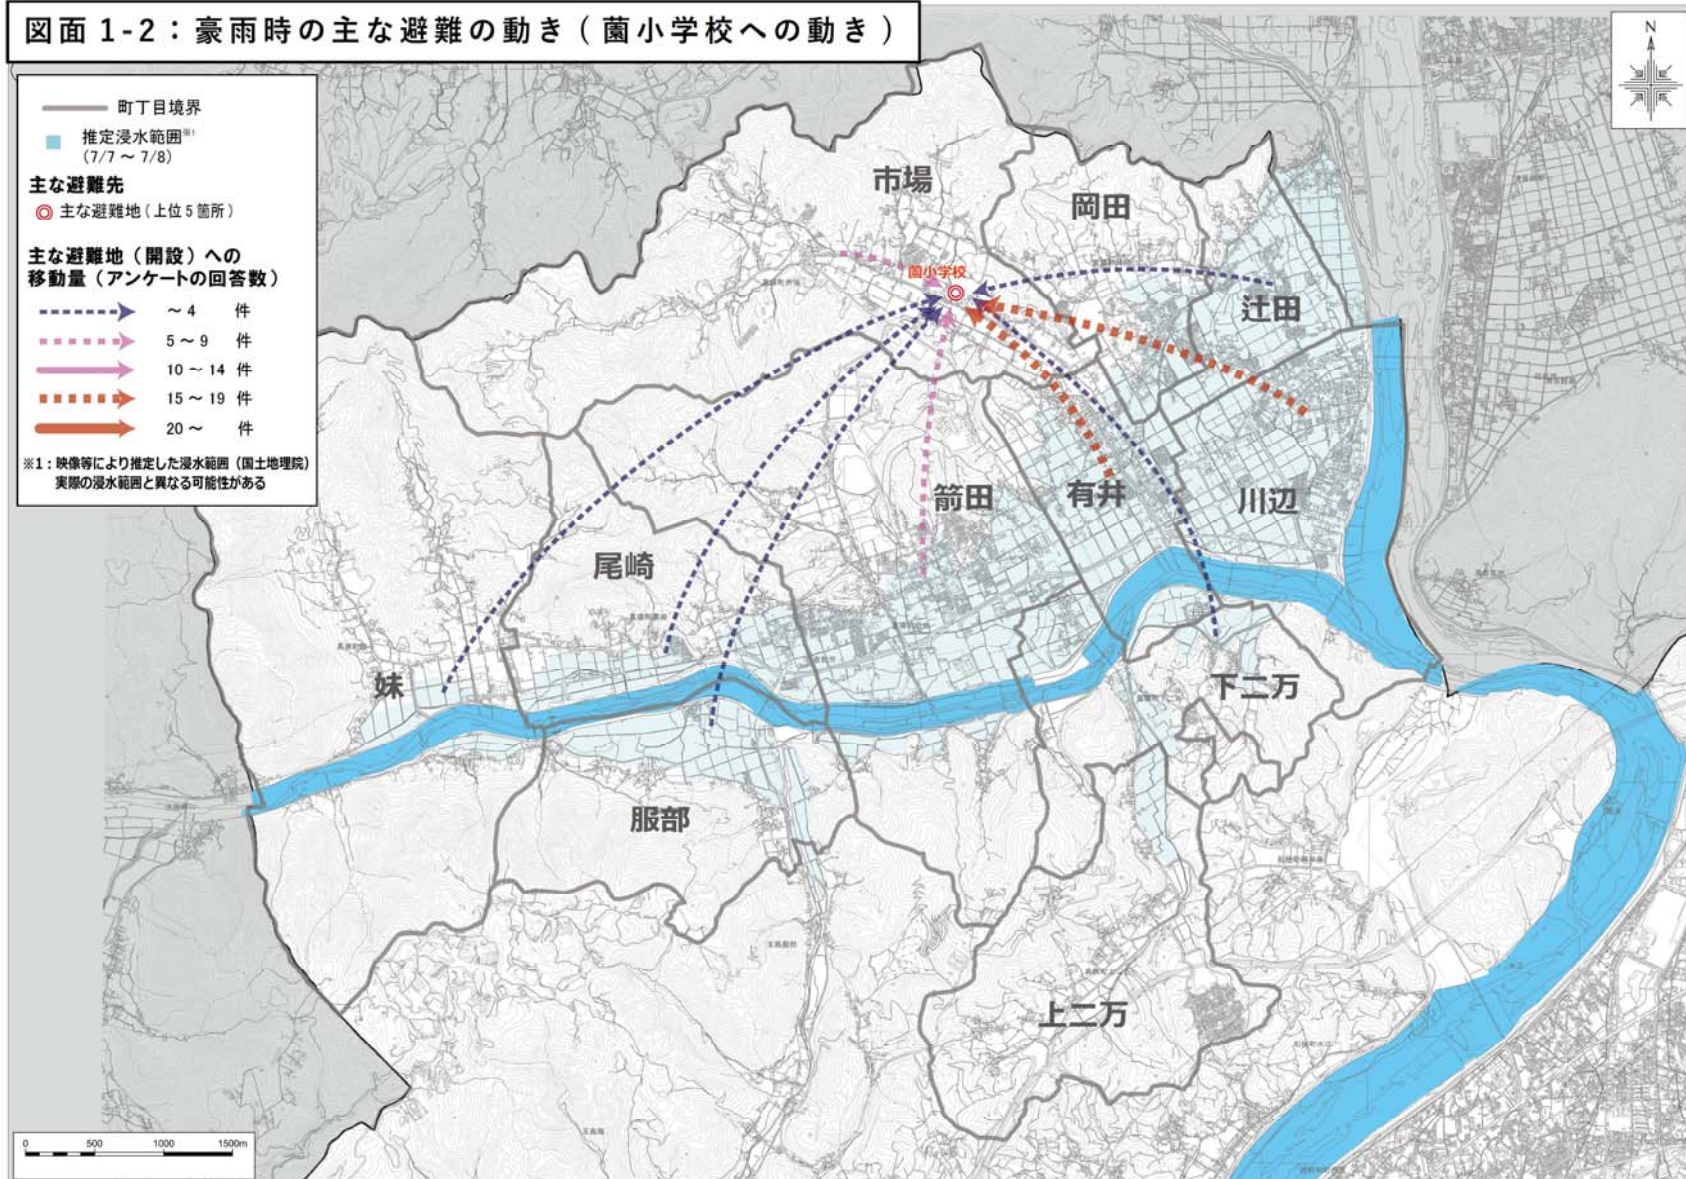 図面 1-2：豪雨時の主な避難の動き（薗小学校への動き）
N
町丁目境界
推定浸水範囲※1
(7/7 ～ 7/8)
主な避難先
主な避難地（上位 5 箇所）
主な避難地（開設）への
移動量（アンケートの回答数）
～ 4 件
5 ～ 9 件
10 ～ 14 件
15 ～ 19 件
20 ～ 件
※1：映像等により推定した浸水範囲（国土地理院）
実際の浸水範囲と異なる可能性がある
市場
岡田
薗小学校
辻田
箭田
有井
川辺
尾崎
妹
下二万
服部
上二万
0 500 1000 1500m